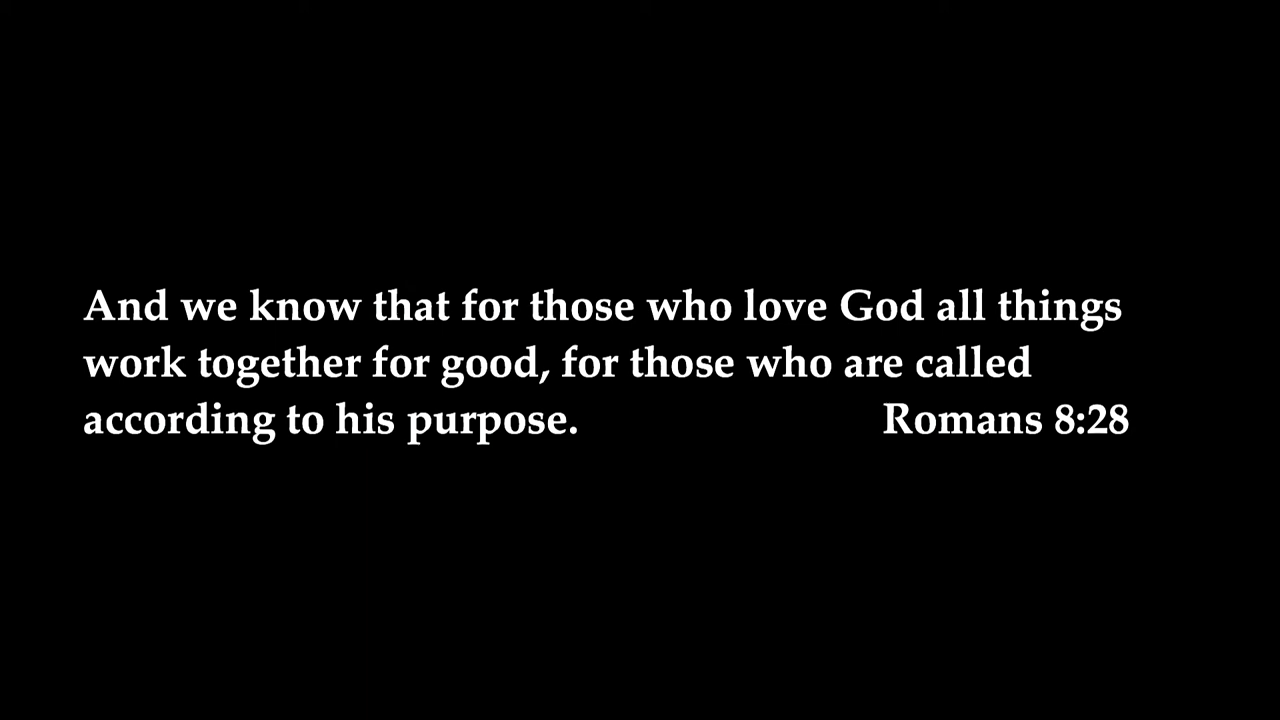 And we know that for those who love God all things
work together for good, for those who are called
according to his purpose. Romans 8:28